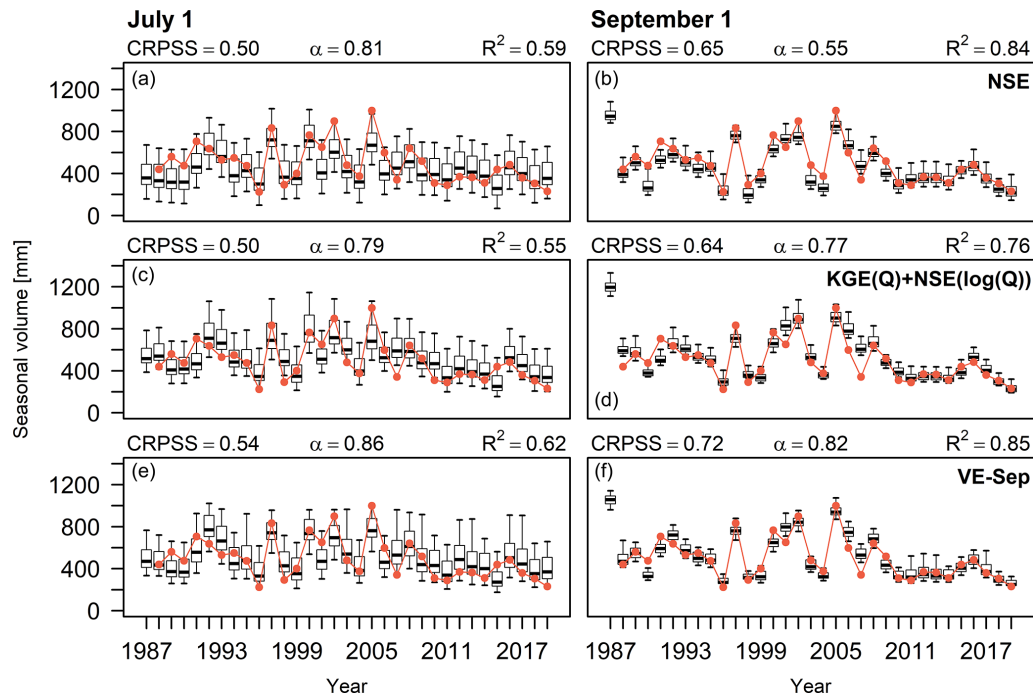 July 1
September 1
CRPSS = 0.50 α = 0.81 R² = 0.59
CRPSS = 0.65 α = 0.55 R² = 0.84
(a)
(b)
NSE
1200
800
400
0
CRPSS = 0.50 α = 0.79 R² = 0.55
CRPSS = 0.64 α = 0.77 R² = 0.76
(c)
KGE(Q)+NSE(log(Q))
(d)
1200
800
400
0
Seasonal volume [mm]
CRPSS = 0.54 α = 0.86 R² = 0.62
CRPSS = 0.72 α = 0.82 R² = 0.85
(e)
(f)
VE-Sep
1200
800
400
0
1987 1993 1999 2005 2011 2017
1987 1993 1999 2005 2011 2017
Year
Year